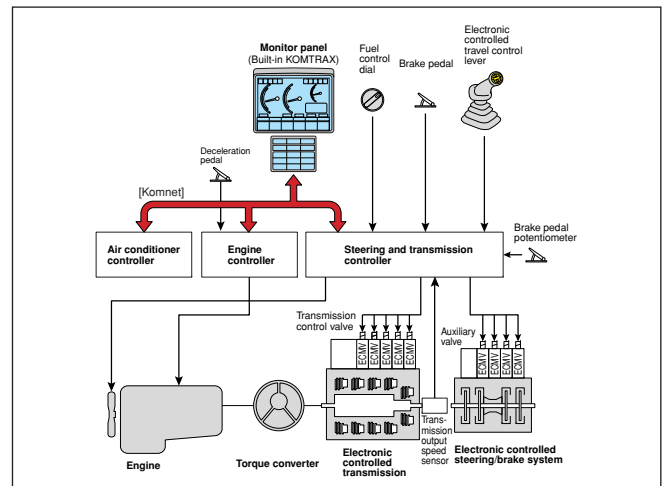 Monitor panel
(Built-in KOMTRAX)
Fuel
control
dial
Brake pedal
Electronic
controlled
travel control
lever
Deceleration
pedal
[Komnet]
Air conditioner
controller
Engine
controller
Steering and transmission
controller
Brake pedal
potentiometer
Transmission
control valve
ECMV
ECMV
ECMV
ECMV
ECMV
Auxiliary
valve
ECMV
ECMV
ECMV
ECMV
Engine
Torque converter
Electronic
controlled
transmission
Trans-
mission
output
speed
sensor
Electronic controlled
steering/brake system